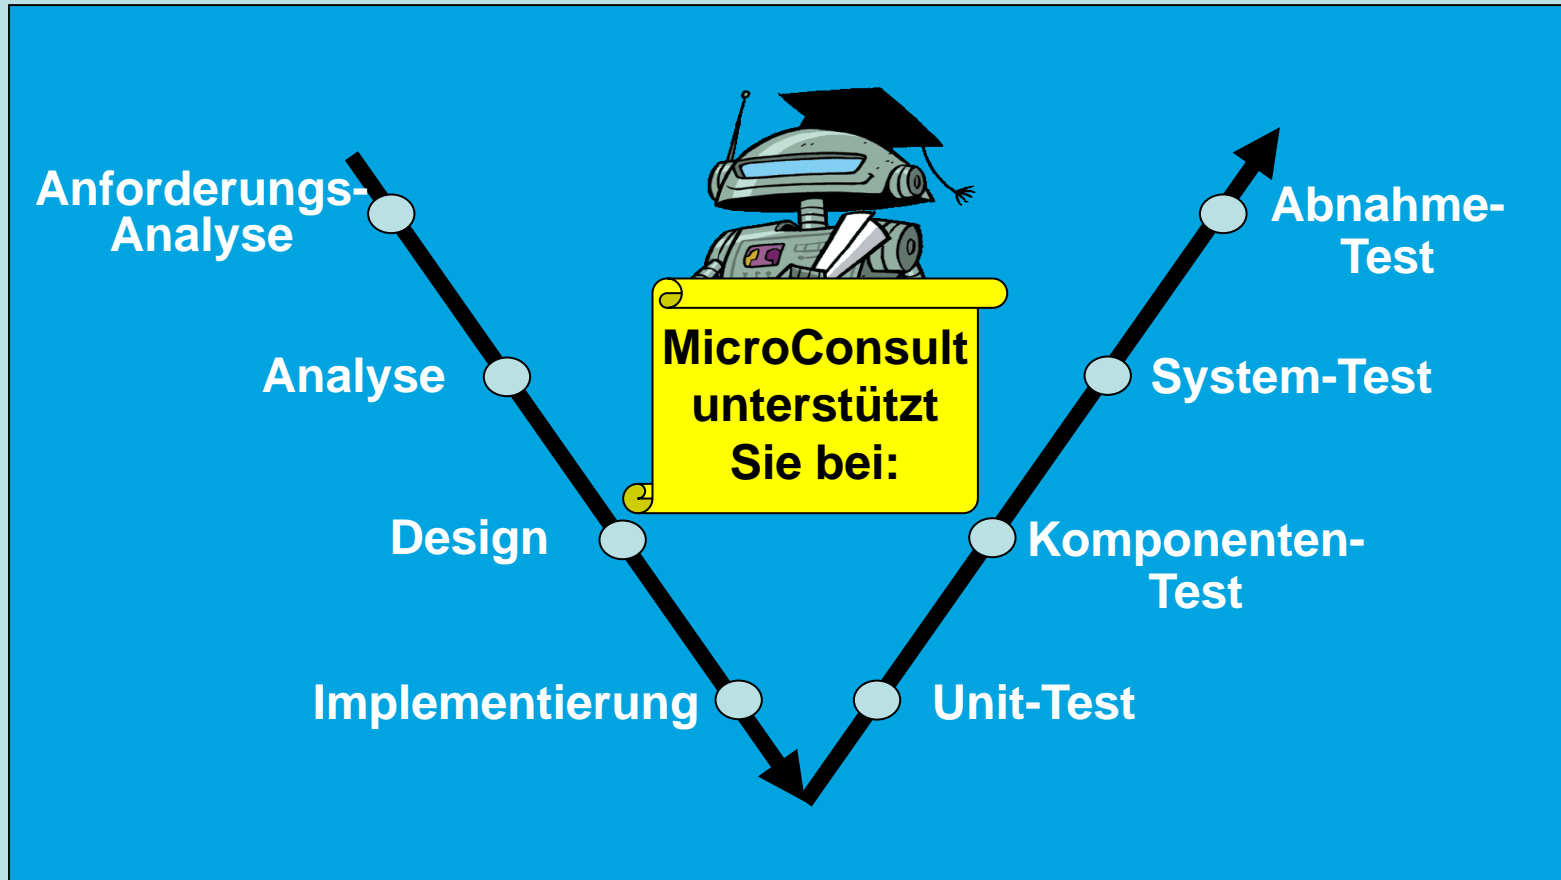 Anforderungs-
Analyse
Analyse
Design
Implementierung
MicroConsult
unterstützt
Sie bei:
Abnahme-
Test
System-Test
Komponenten-
Test
Unit-Test